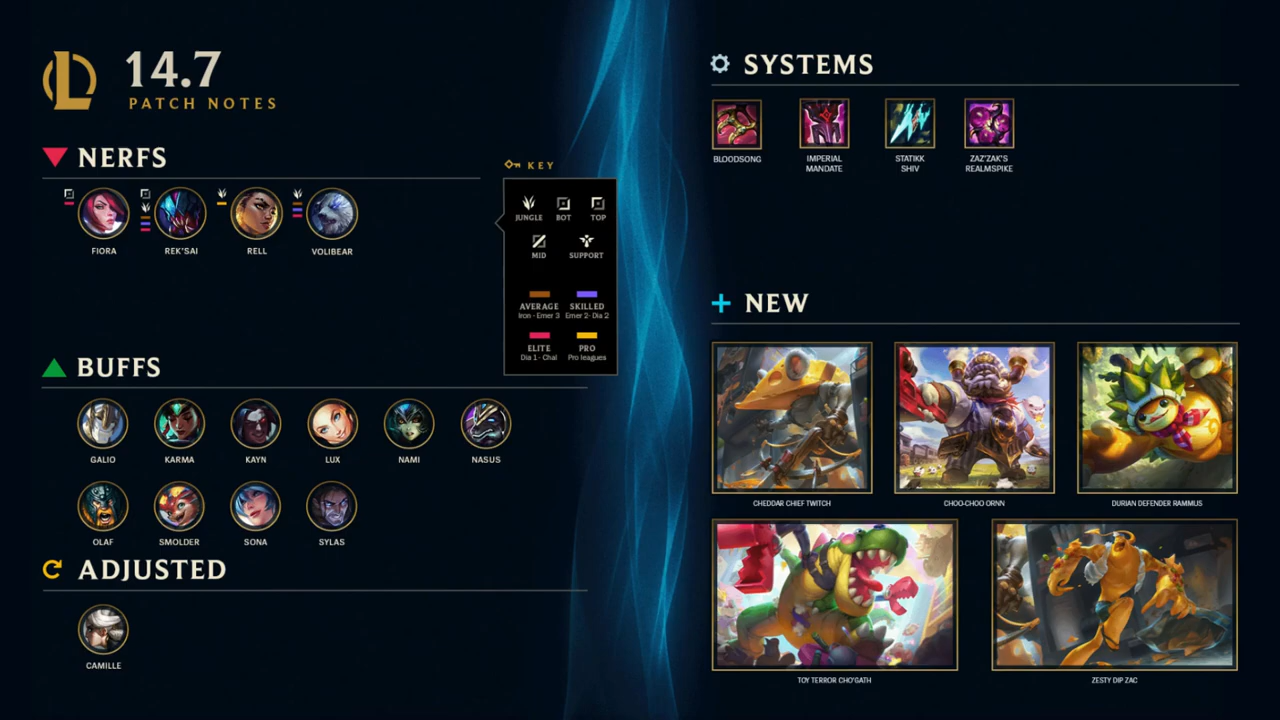 14.7
PATCH NOTES
NERFS
FIORA
REK'SAI
RELL
VOLIBEAR
KEY
JUNGLE
BOT
TOP
MID
SUPPORT
AVERAGE
Iron - Emer 3
SKILLED
Emer 2- Dia 2
ELITE
Dia 1 - Chal
PRO
Pro leagues
BUFFS
GALIO
KARMA
KAYN
LUX
NAMI
NASUS
OLAF
SMOLDER
SONA
SYLAS
ADJUSTED
CAMILLE
SYSTEMS
BLOODSONG
IMPERIAL
MANDATE
STATIKK
SHIV
ZAZ'ZAK'S
REALMSPIKE
NEW
CHEDDAR CHIEF TWITCH
CHOO-CHOO ORNN
DURIAN DEFENDER RAMMUS
TOY TERROR CHO'GATH
ZESTY DIP ZAC